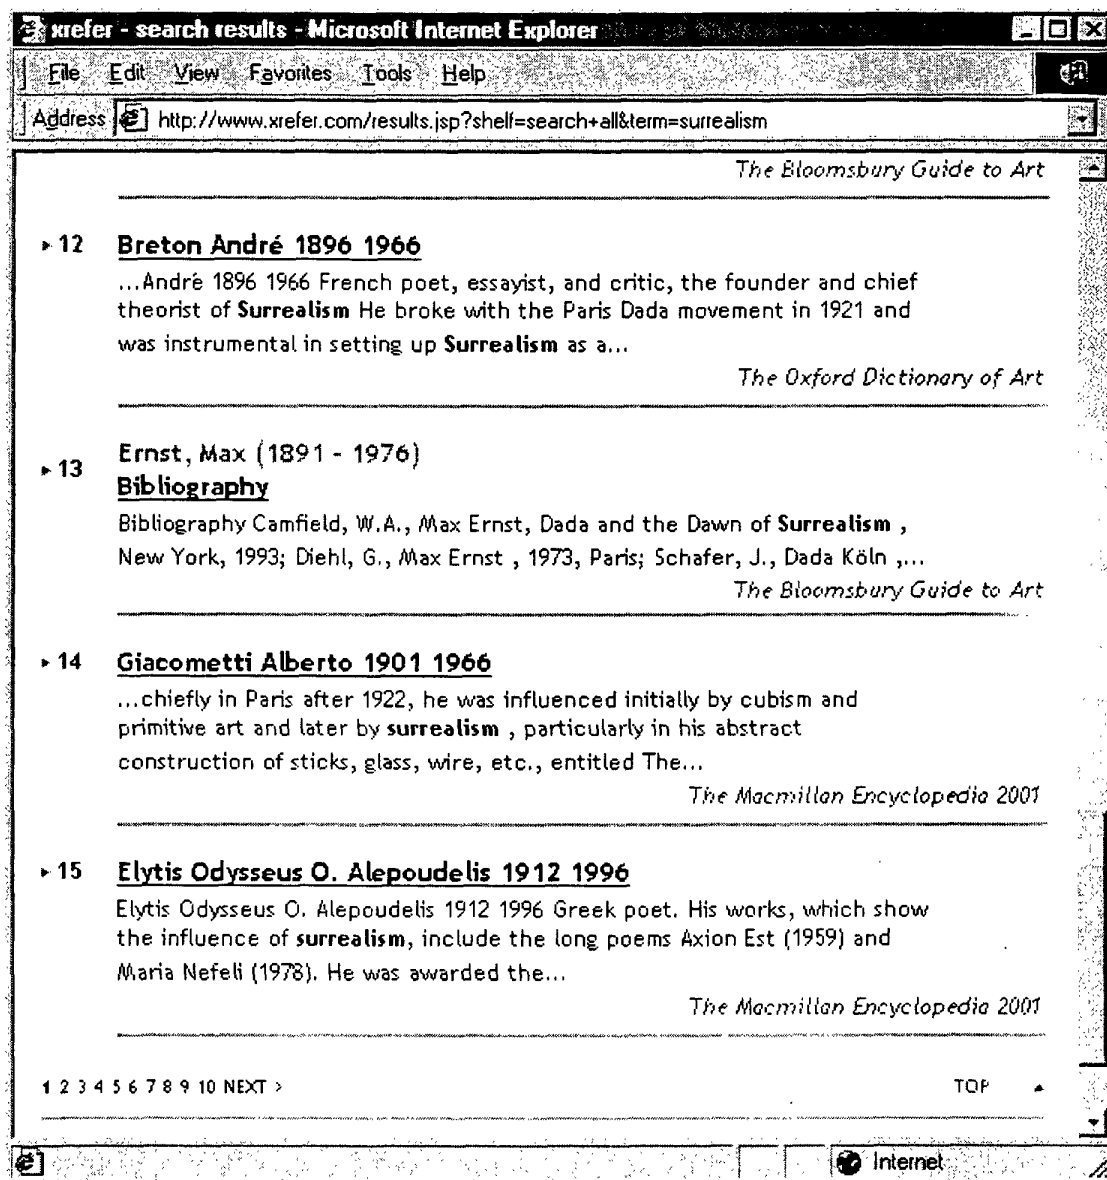 xrefer - search results - Microsoft Internet Explorer
File Edit View Favorites Tools Help
Address http://www.xrefer.com/results.jsp?shelf=search+all&term=surrealism
The Bloomsbury Guide to Art
12 Breton André 1896 1966
...André 1896 1966 French poet, essayist, and critic, the founder and chief
theorist of Surrealism He broke with the Paris Dada movement in 1921 and
was instrumental in setting up Surrealism as a...
The Oxford Dictionary of Art
13 Ernst, Max (1891 - 1976)
Bibliography
Bibliography Camfield, W.A., Max Ernst, Dada and the Dawn of Surrealism ,
New York, 1993; Diehl, G., Max Ernst , 1973, Paris; Schafer, J., Dada Köln ,...
The Bloomsbury Guide to Art
14 Giacometti Alberto 1901 1966
...chiefly in Paris after 1922, he was influenced initially by cubism and
primitive art and later by surrealism , particularly in his abstract
construction of sticks, glass, wire, etc., entitled The...
The Macmillan Encyclopedia 2001
15 Elytis Odysseus O. Alepoudelis 1912 1996
Elytis Odysseus O. Alepoudelis 1912 1996 Greek poet. His works, which show
the influence of surrealism, include the long poems Axion Est (1959) and
Maria Nefeli (1978). He was awarded the...
The Macmillan Encyclopedia 2001
1 2 3 4 5 6 7 8 9 10 NEXT > TOP
Internet